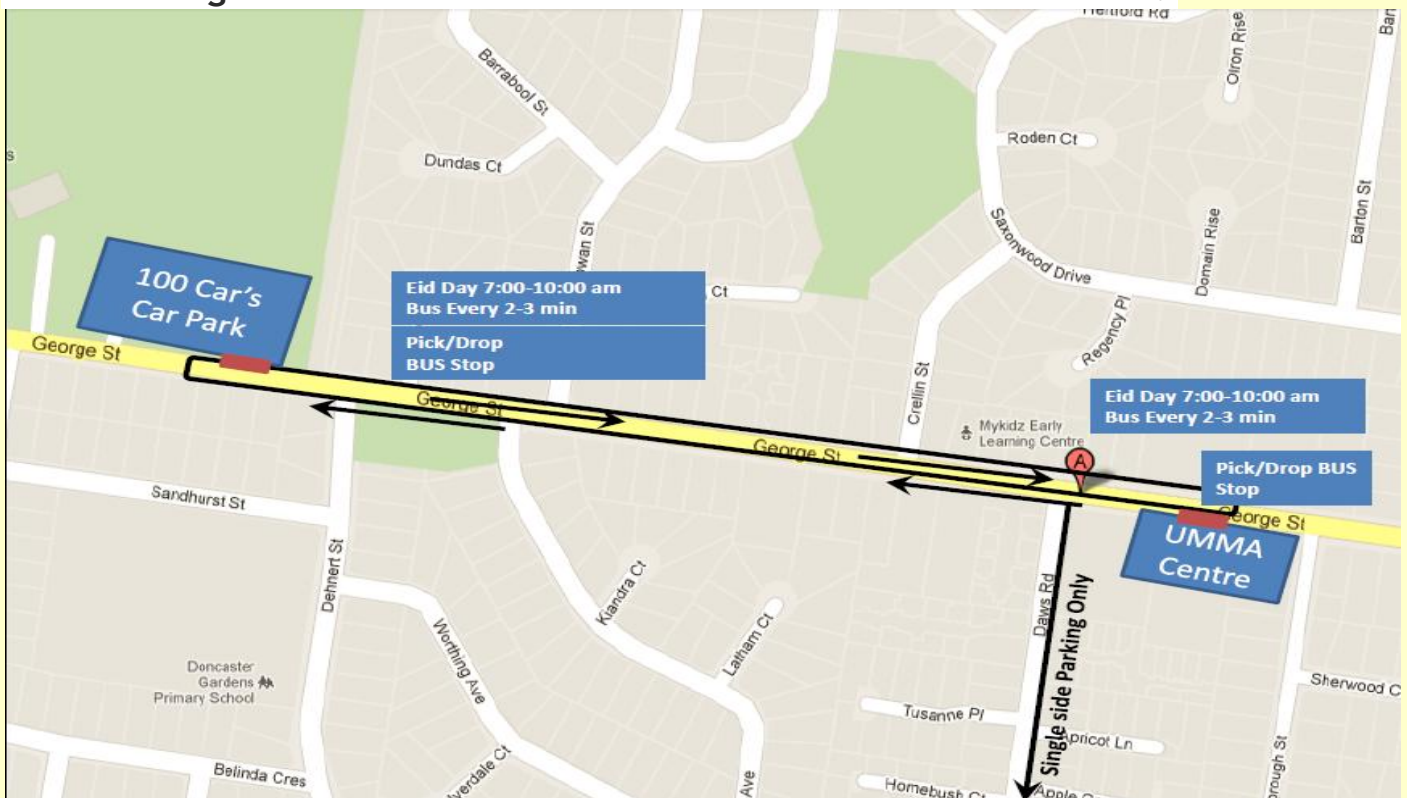 Hertford Rd
Oiron Rise
Barrabool St
Roden Ct
Dundas Ct
Barton St
Domain Rise
Saxonwood Drive
100 Car's
Car Park
Eid Day 7:00-10:00 am
Bus Every 2-3 min
Pick/Drop
BUS Stop
Ct
Regency Pl
George St
George St
Crellin St
Mykidz Early
Learning Centre
Eid Day 7:00-10:00 am
Bus Every 2-3 min
A
George St
Pick/Drop BUS
Stop
George St
UMMA
Centre
Sandhurst St
Dehnert St
Kiandra Ct
Latham Ct
Daws Rd
Single side Parking Only
Worthing Ave
Doncaster
Gardens
Primary School
Sherwood C
Tusanne Pl
Apricot Ln
Belinda Cres
Ave
Homebush Ct